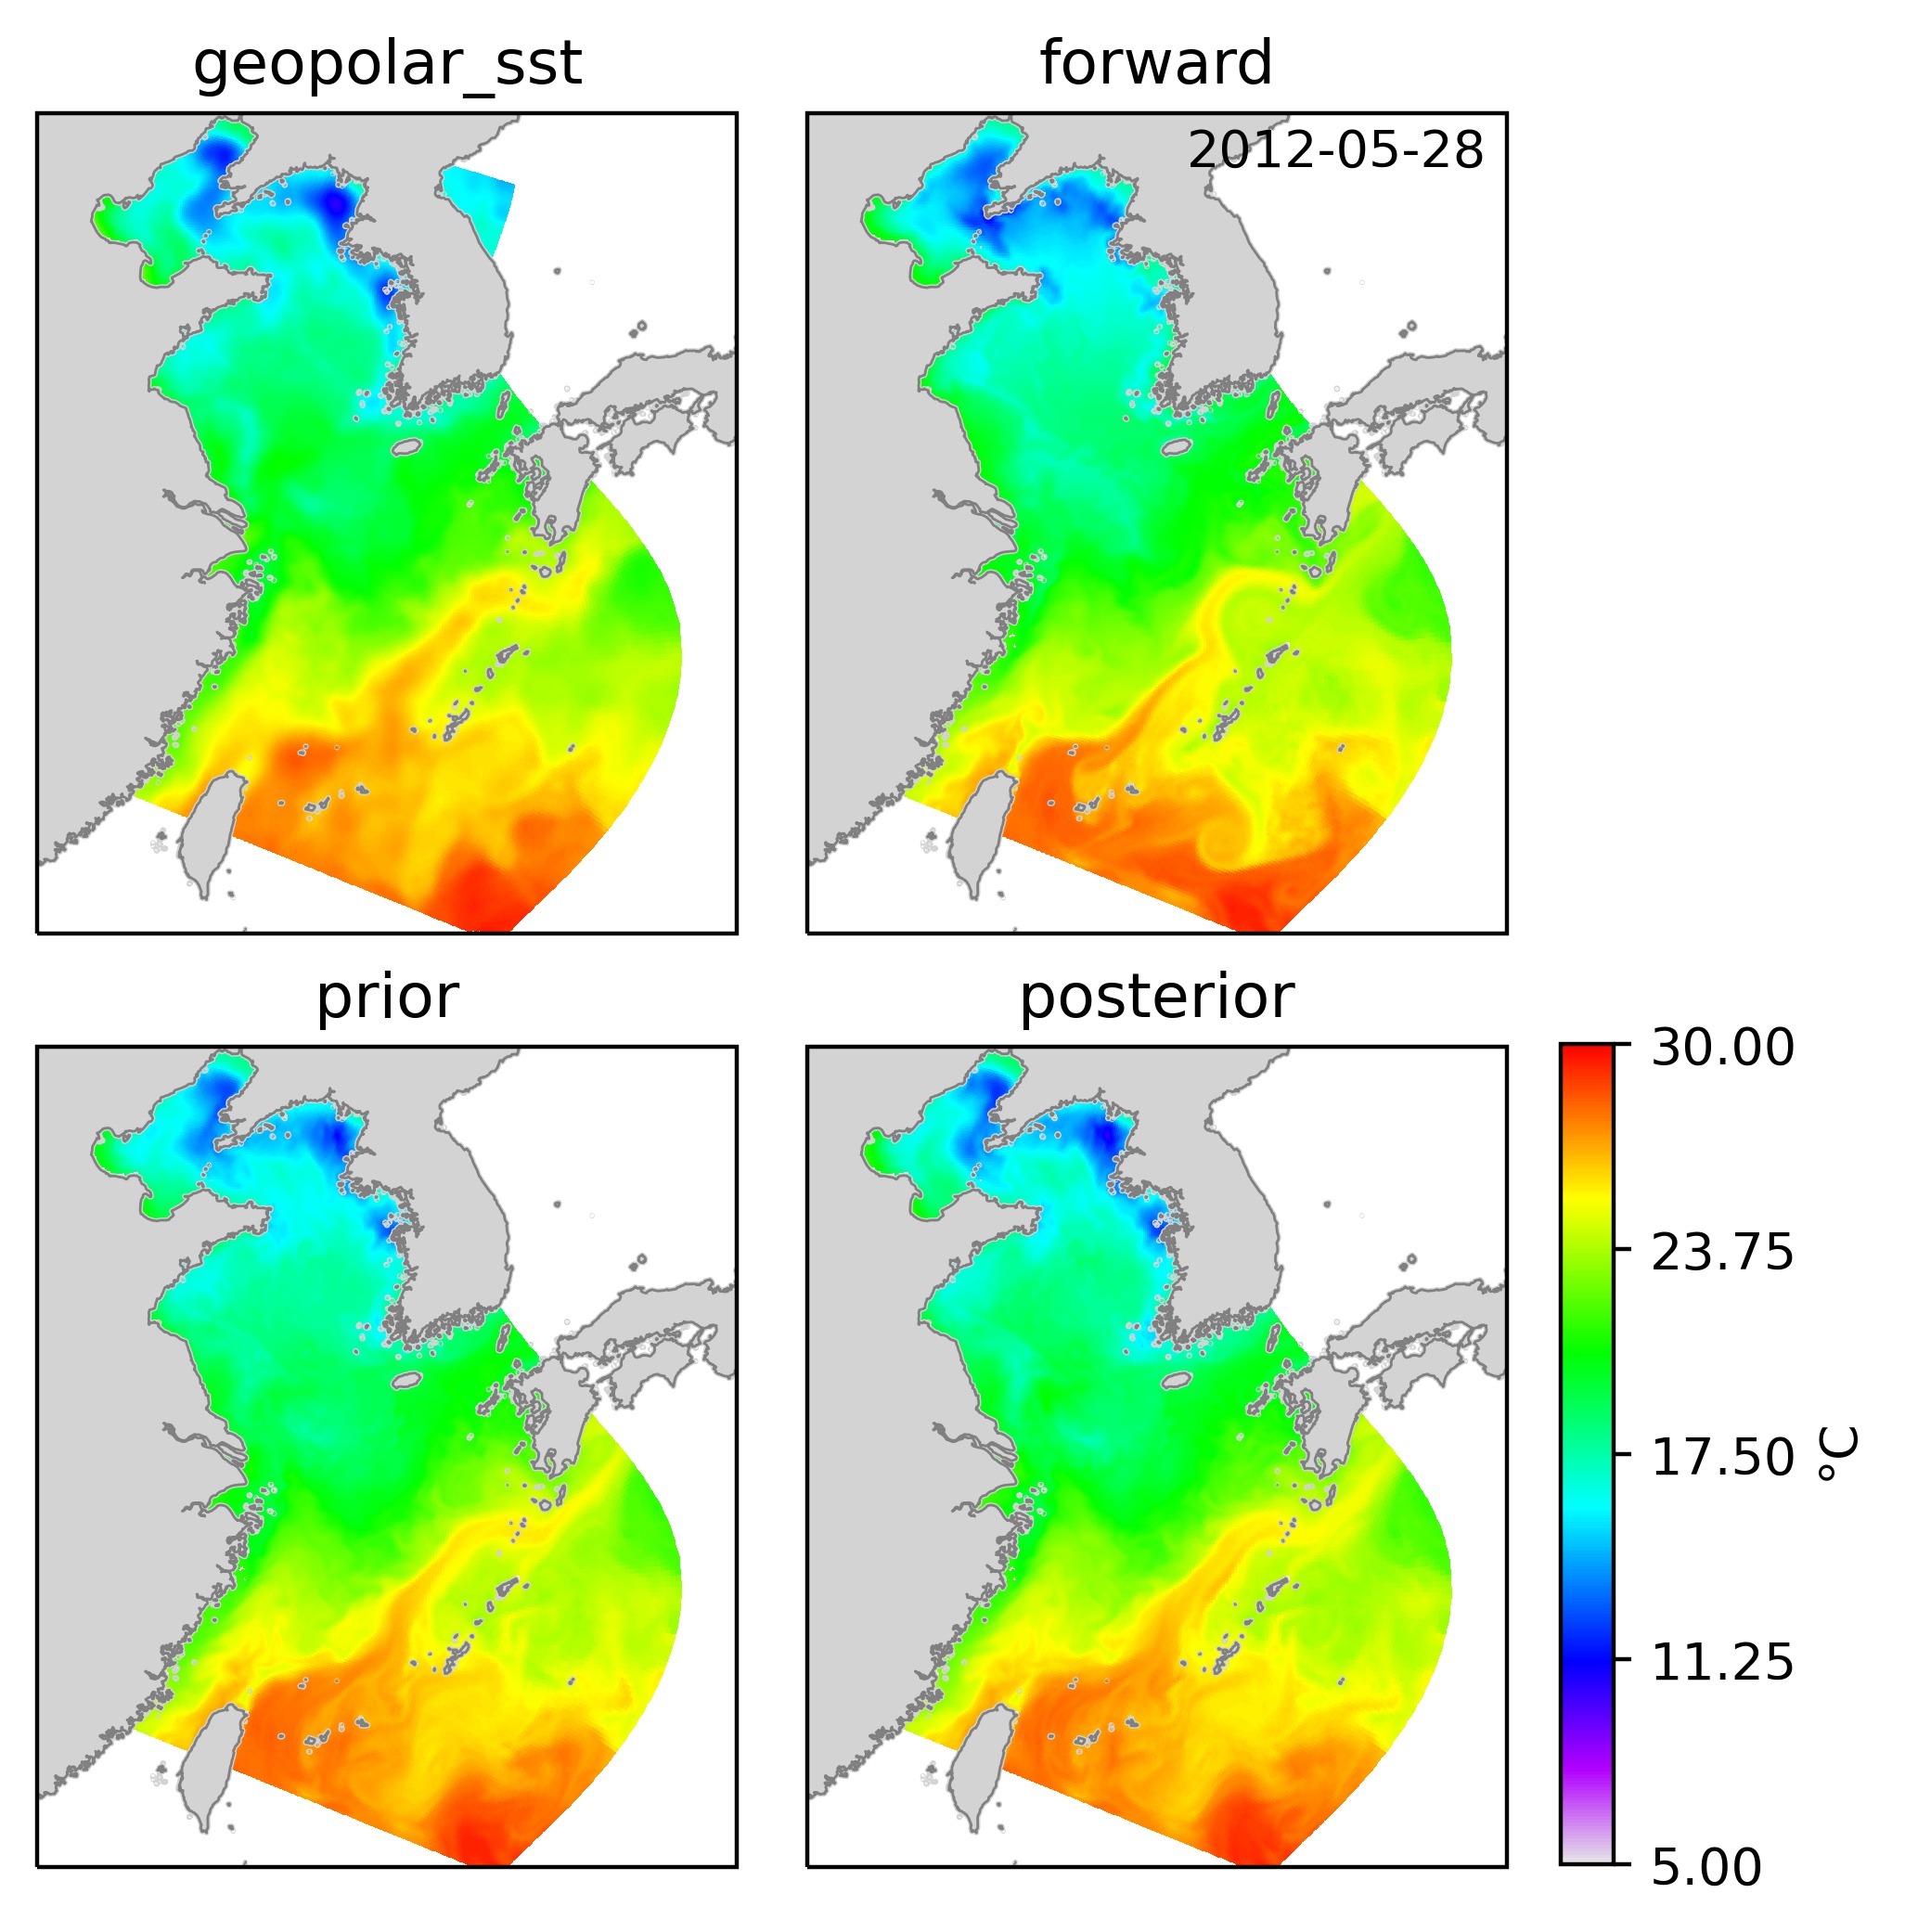 geopolar_sst
forward
2012-05-28
prior
posterior
30.00
23.75
17.50
11.25
5.00
°C